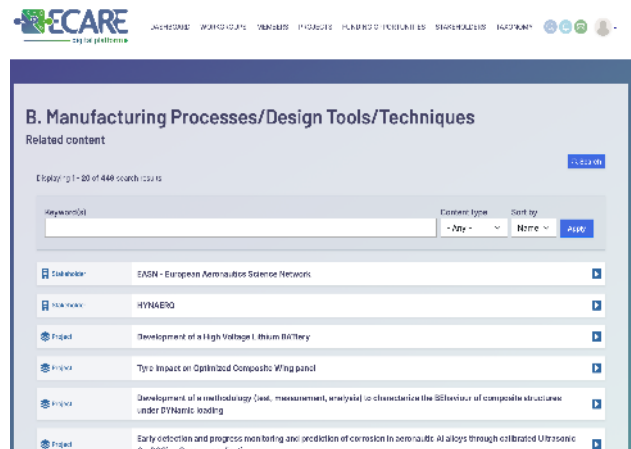 ECARE
digital platform
DASHBOARD WORKGROUPS MEMBERS PROJECTS FUNDING OPPORTUNITIES STAKEHOLDERS TAXONOMY
B. Manufacturing Processes/Design Tools/Techniques
Related content
Search
Displaying 1 - 20 of 440 search results
Keyword(s) Content type Sort by
- Any - Name Apply
Stakeholder EASN - European Aeronautics Science Network
Stakeholder HYNAERO
Project Development of a High Voltage Lithium BATtery
Project Tyre Impact on Optimized Composite Wing panel
Project Development of a methodology (test, measurement, analysis) to characterize the BEhaviour of composite structures
under DYNamic loading
Project Early detection and progress monitoring and prediction of corrosion in aeronautic Al alloys through calibrated Ultrasonic